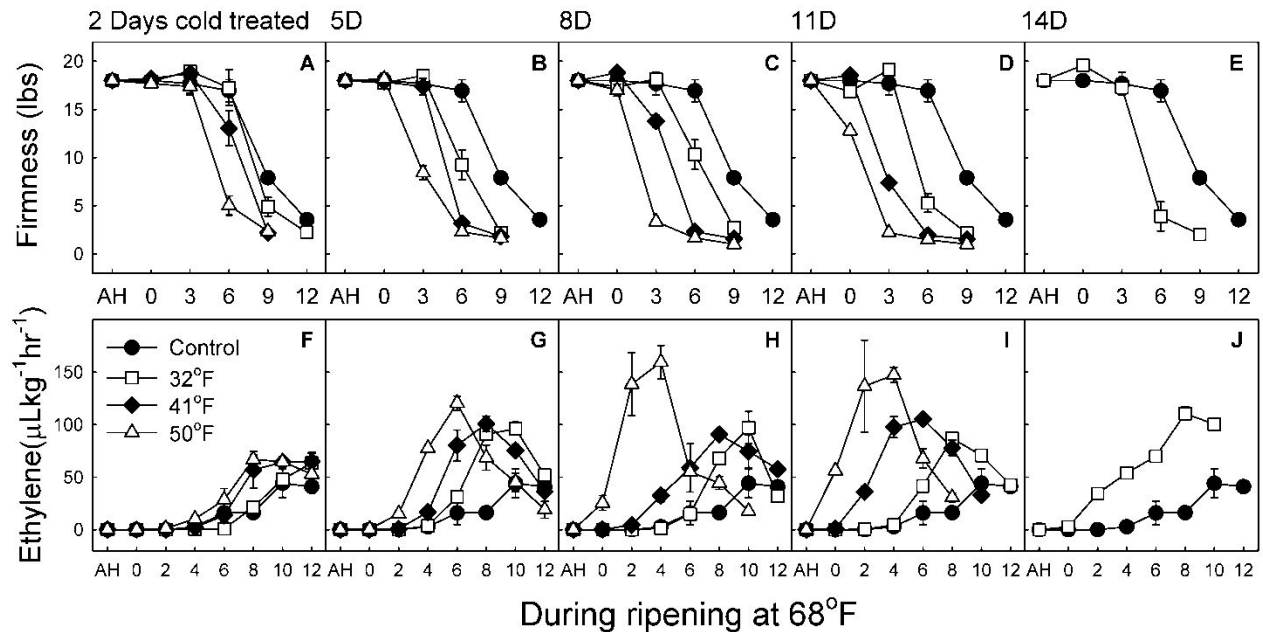 2 Days cold treated 5D 8D 11D 14D
20
15
10
5
0
Firmness (lbs)
A B C D E
AH 0 3 6 9 12 AH 0 3 6 9 12 AH 0 3 6 9 12 AH 0 3 6 9 12 AH 0 3 6 9 12
F G H I J
Control
32°F
41°F
50°F
150
100
50
0
Ethylene(μLkg⁻¹hr⁻¹)
AH 0 2 4 6 8 10 12 AH 0 2 4 6 8 10 12 AH 0 2 4 6 8 10 12 AH 0 2 4 6 8 10 12 AH 0 2 4 6 8 10 12
During ripening at 68°F